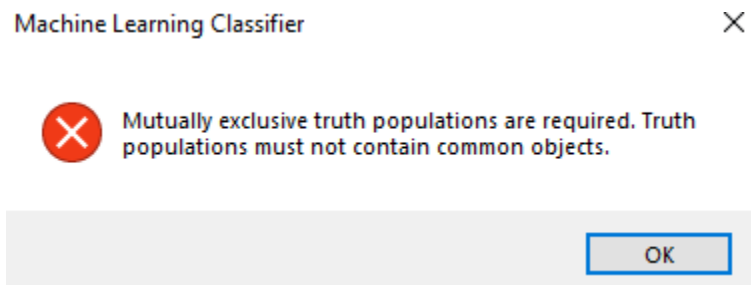 Machine Learning Classifier
Mutually exclusive truth populations are required. Truth
populations must not contain common objects.
OK